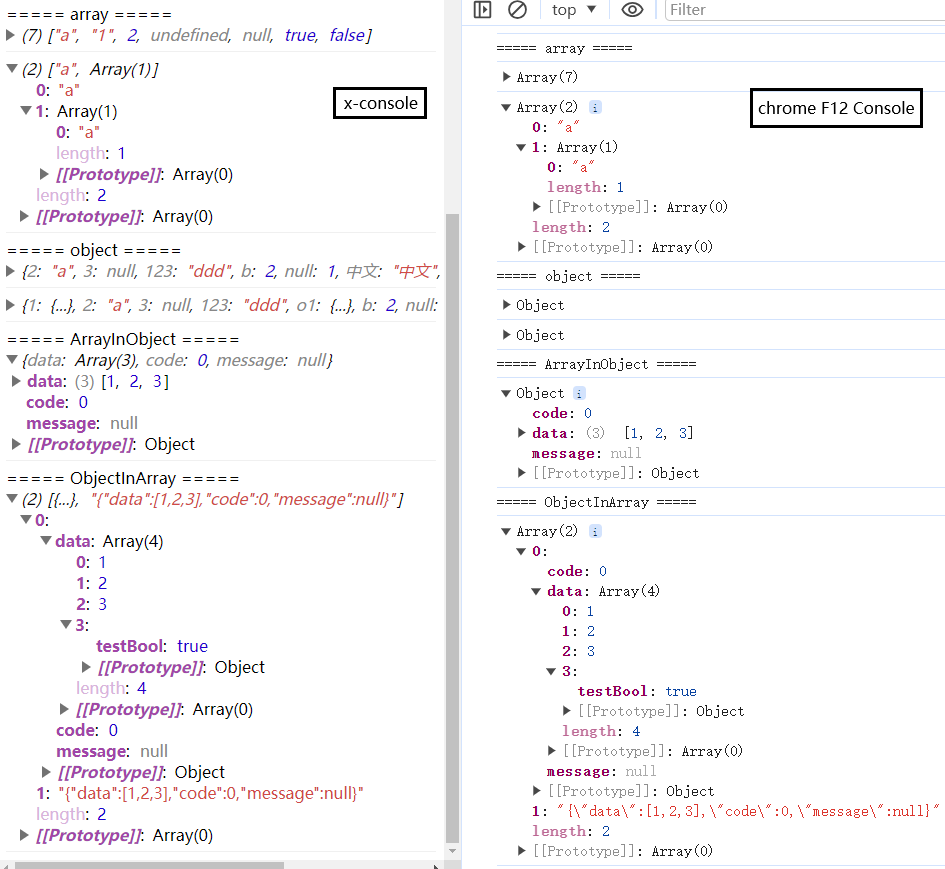 ===== array =====
(7) ["a", "1", 2, undefined, null, true, false]
(2) ["a", Array(1)]
0: "a"
1: Array(1)
0: "a"
length: 1
[[Prototype]]: Array(0)
length: 2
[[Prototype]]: Array(0)
x-console
===== object =====
{2: "a", 3: null, 123: "ddd", b: 2, null: 1, 中文: "中文",
{1: {...}, 2: "a", 3: null, 123: "ddd", o1: {...}, b: 2, null:
===== ArrayInObject =====
{data: Array(3), code: 0, message: null}
data: (3) [1, 2, 3]
code: 0
message: null
[[Prototype]]: Object
===== ObjectInArray =====
(2) [{...}, "{"data":[1,2,3],"code":0,"message":null}"]
0:
data: Array(4)
0: 1
1: 2
2: 3
3:
testBool: true
[[Prototype]]: Object
length: 4
[[Prototype]]: Array(0)
code: 0
message: null
[[Prototype]]: Object
1: "{"data":[1,2,3],"code":0,"message":null}"
length: 2
[[Prototype]]: Array(0)
top
Filter
===== array =====
Array(7)
Array(2) i
0: "a"
1: Array(1)
0: "a"
length: 1
[[Prototype]]: Array(0)
length: 2
[[Prototype]]: Array(0)
chrome F12 Console
===== object =====
Object
Object
===== ArrayInObject =====
Object i
code: 0
data: (3) [1, 2, 3]
message: null
[[Prototype]]: Object
===== ObjectInArray =====
Array(2) i
0:
code: 0
data: Array(4)
0: 1
1: 2
2: 3
3:
testBool: true
[[Prototype]]: Object
length: 4
[[Prototype]]: Array(0)
message: null
[[Prototype]]: Object
1: "{\"data\":[1,2,3],\"code\":0,\"message\":null}"
length: 2
[[Prototype]]: Array(0)